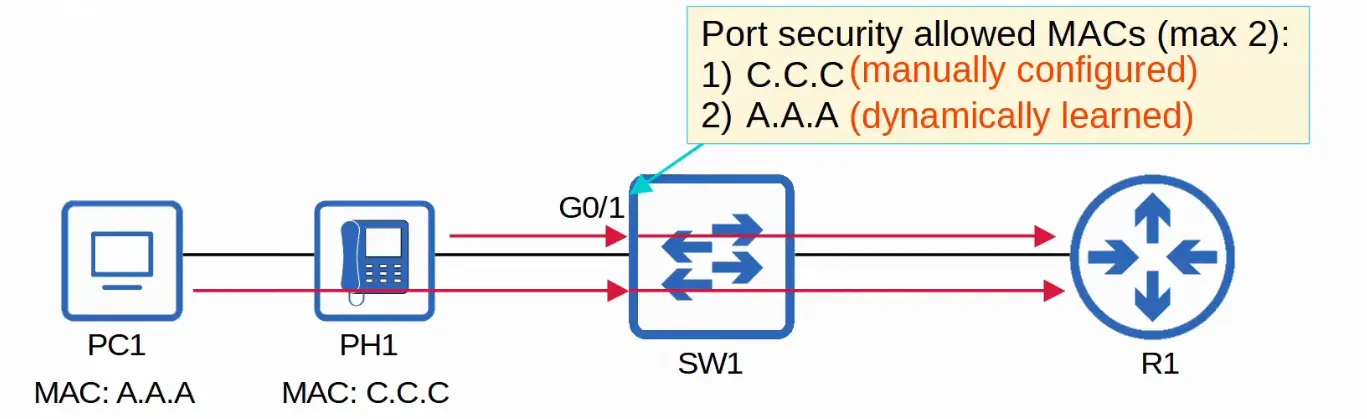 Port security allowed MACs (max 2):
1) C.C.C (manually configured)
2) A.A.A (dynamically learned)
G0/1
PC1
PH1
SW1
R1
MAC: A.A.A
MAC: C.C.C